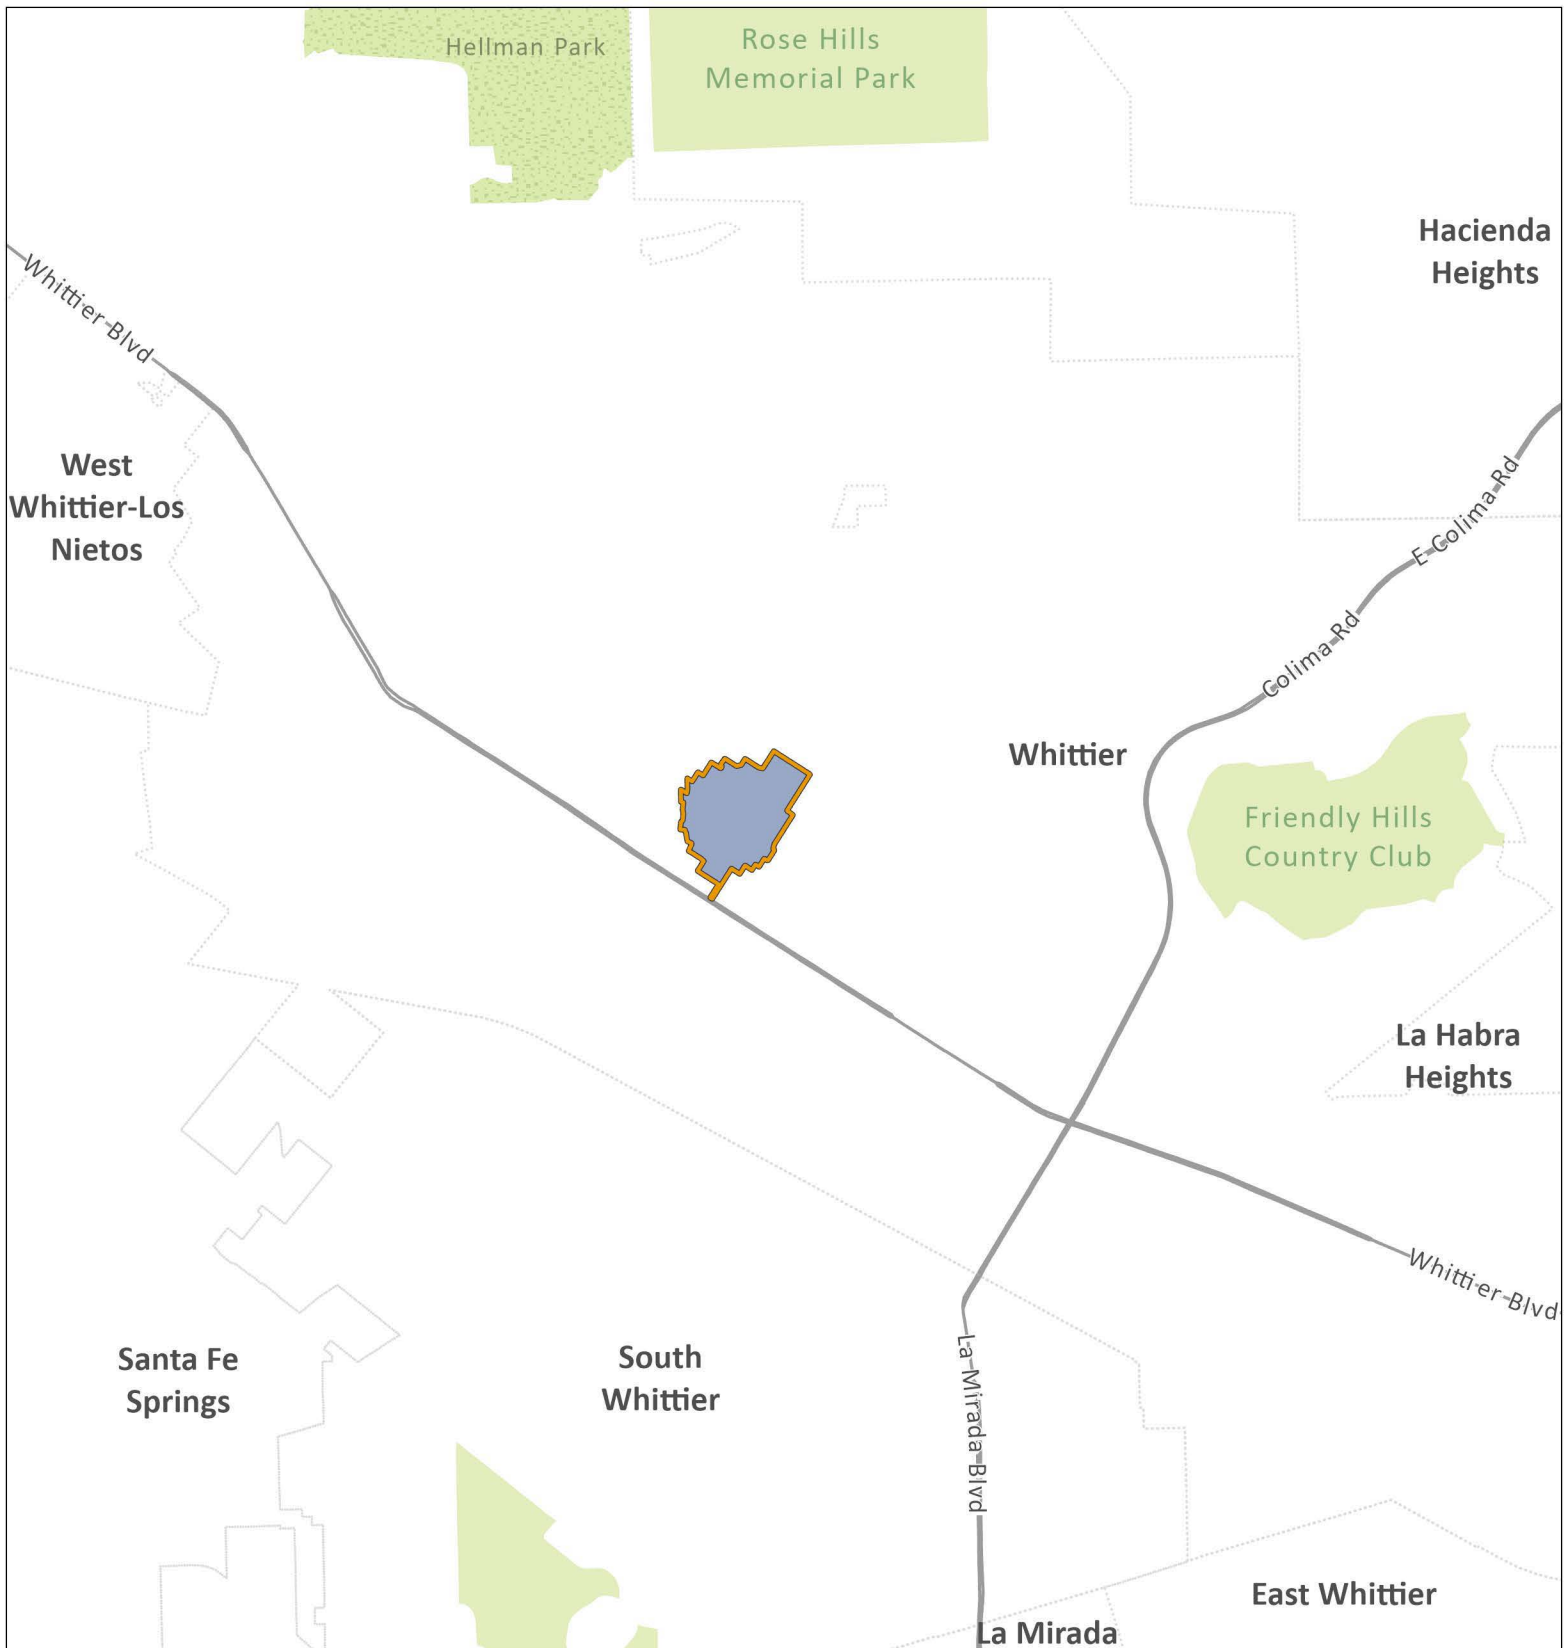 Hellman Park
Rose Hills
Memorial Park
Hacienda
Heights
Whittier Blvd
West
Whittier-Los
Nietos
E Colima Rd
Colima Rd
Whittier
Friendly Hills
Country Club
La Habra
Heights
Whittier Blvd
Santa Fe
Springs
South
Whittier
La Mirada Blvd
East Whittier
La Mirada